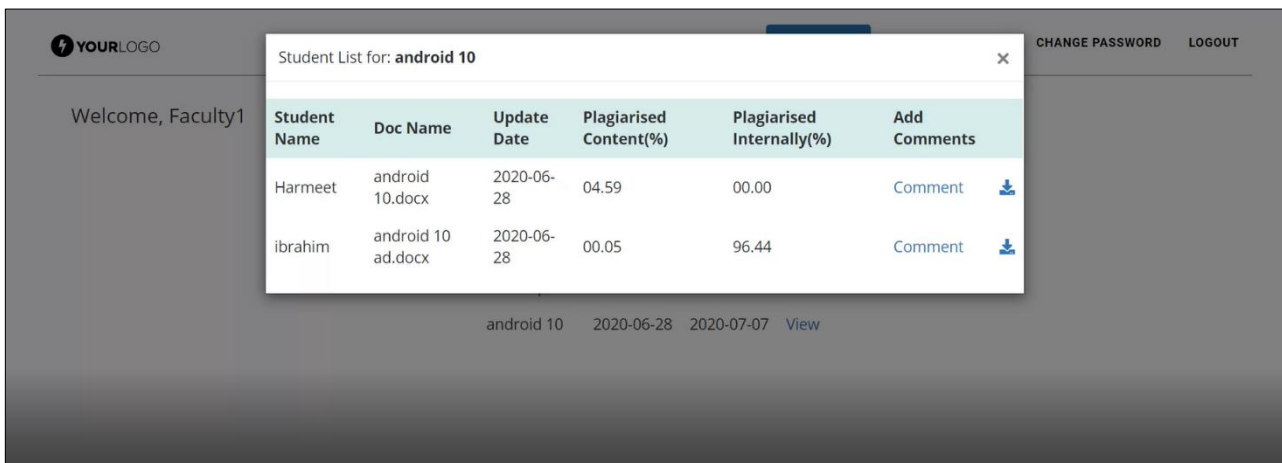 YOURLOGO
CHANGE PASSWORD LOGOUT
Student List for: android 10 ×
Welcome, Faculty1
Student Name Doc Name Update Date Plagiarised Content(%) Plagiarised Internally(%) Add Comments
Harmeet android 10.docx 2020-06-28 04.59 00.00 Comment
ibrahim android 10 ad.docx 2020-06-28 00.05 96.44 Comment
android 10 2020-06-28 2020-07-07 View